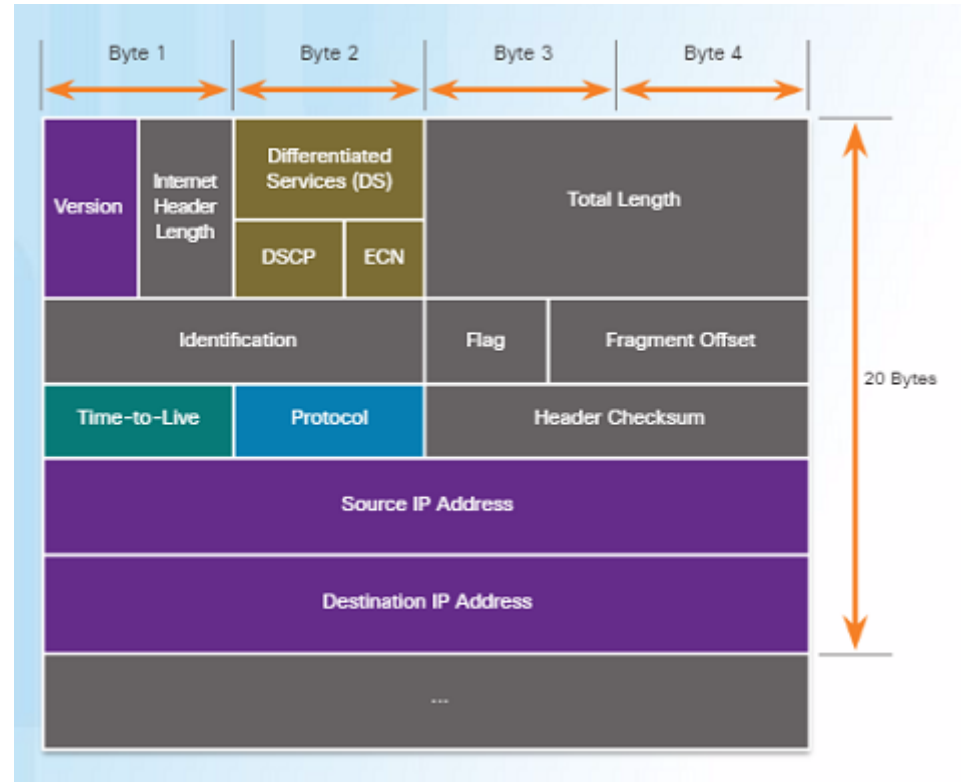 Byte 1
Byte 2
Byte 3
Byte 4
Version
Internet
Header
Length
Differentiated
Services (DS)
DSCP
ECN
Total Length
Identification
Flag
Fragment Offset
20 Bytes
Time-to-Live
Protocol
Header Checksum
Source IP Address
Destination IP Address
...